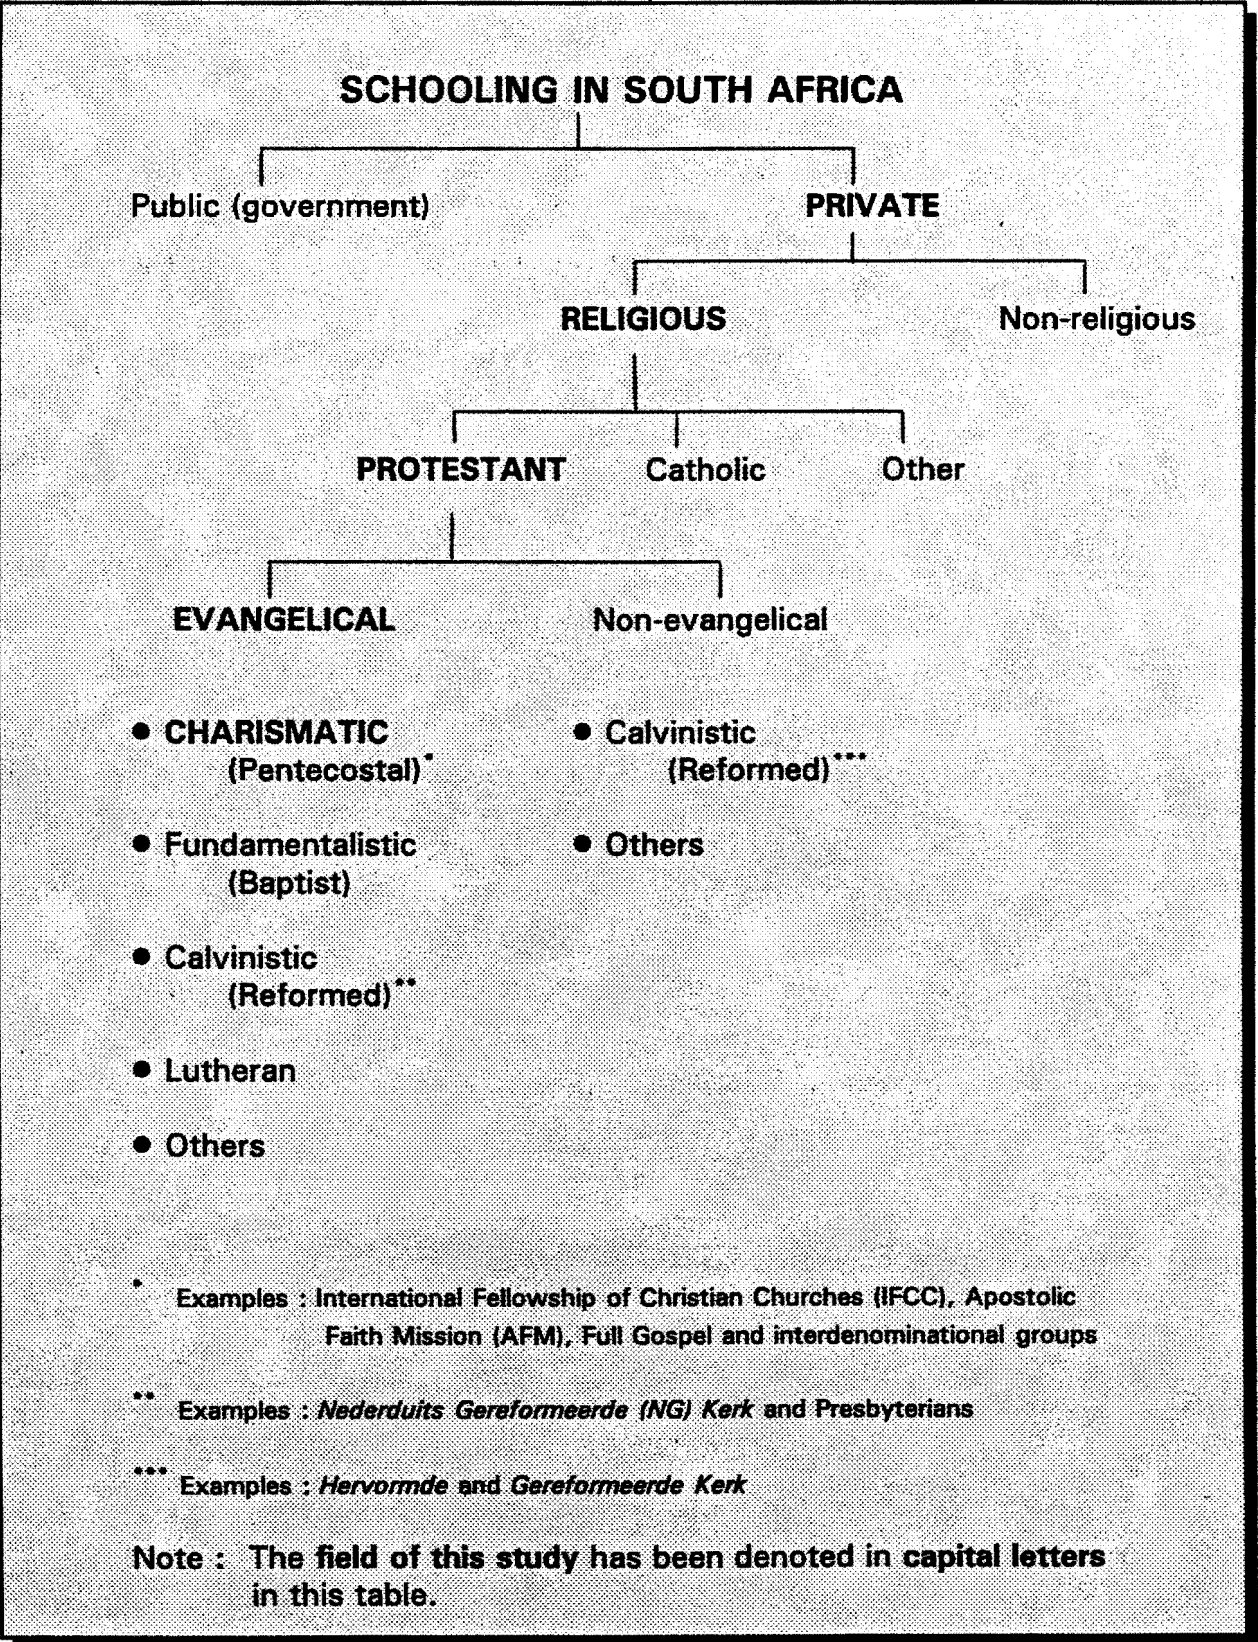 SCHOOLING IN SOUTH AFRICA
Public (government) PRIVATE
RELIGIOUS Non-religious
PROTESTANT Catholic Other
EVANGELICAL Non-evangelical
● CHARISMATIC
(Pentecostal)*
● Calvinistic
(Reformed)***
● Fundamentalistic
(Baptist)
● Others
● Calvinistic
(Reformed)**
● Lutheran
● Others
* Examples : International Fellowship of Christian Churches (IFCC), Apostolic
Faith Mission (AFM), Full Gospel and interdenominational groups
** Examples : Nederduits Gereformeerde (NG) Kerk and Presbyterians
*** Examples : Hervormde and Gereformeerde Kerk
Note : The field of this study has been denoted in capital letters
in this table.